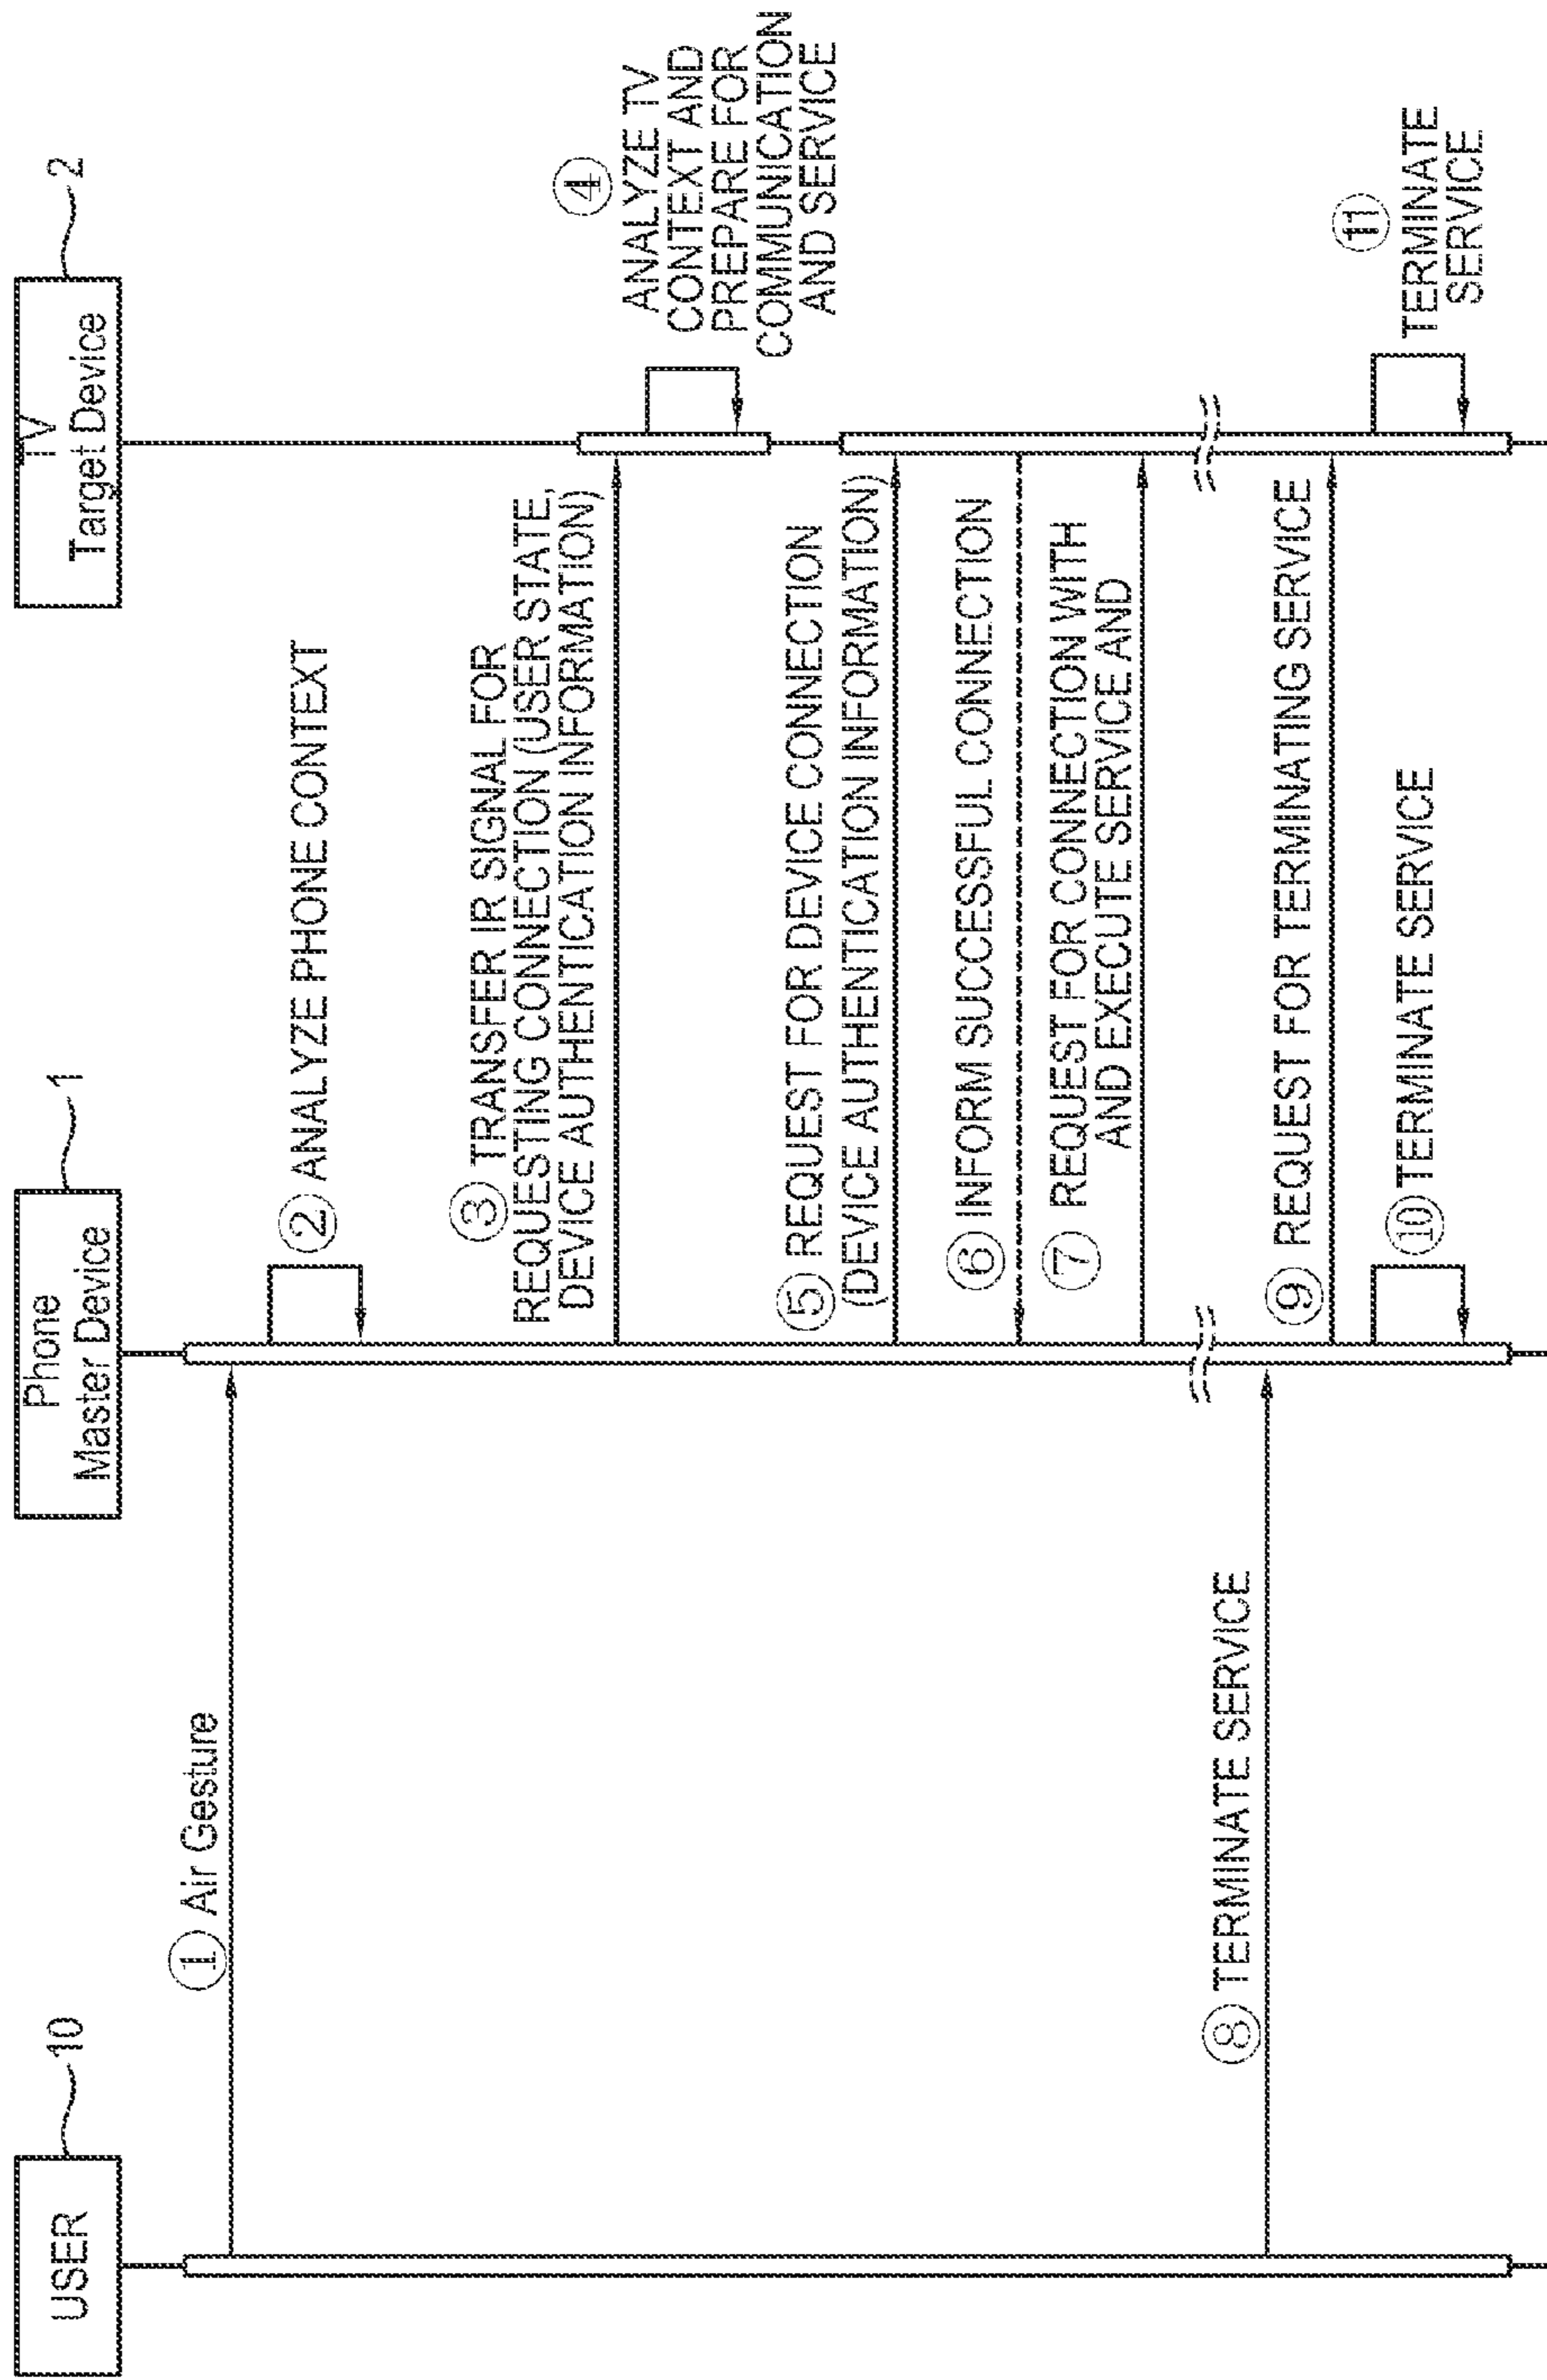 USER
10
Phone
Master Device
1
TV
Target Device
2
① Air Gesture
② ANALYZE PHONE CONTEXT
③ TRANSFER IR SIGNAL FOR
REQUESTING CONNECTION (USER STATE,
DEVICE AUTHENTICATION INFORMATION)
④
ANALYZE TV
CONTEXT AND
PREPARE FOR
COMMUNICATION
AND SERVICE
⑤ REQUEST FOR DEVICE CONNECTION
(DEVICE AUTHENTICATION INFORMATION)
⑥ INFORM SUCCESSFUL CONNECTION
⑦ REQUEST FOR CONNECTION WITH
AND EXECUTE SERVICE AND
⑧ TERMINATE SERVICE
⑨ REQUEST FOR TERMINATING SERVICE
⑩ TERMINATE SERVICE
⑪
TERMINATE
SERVICE